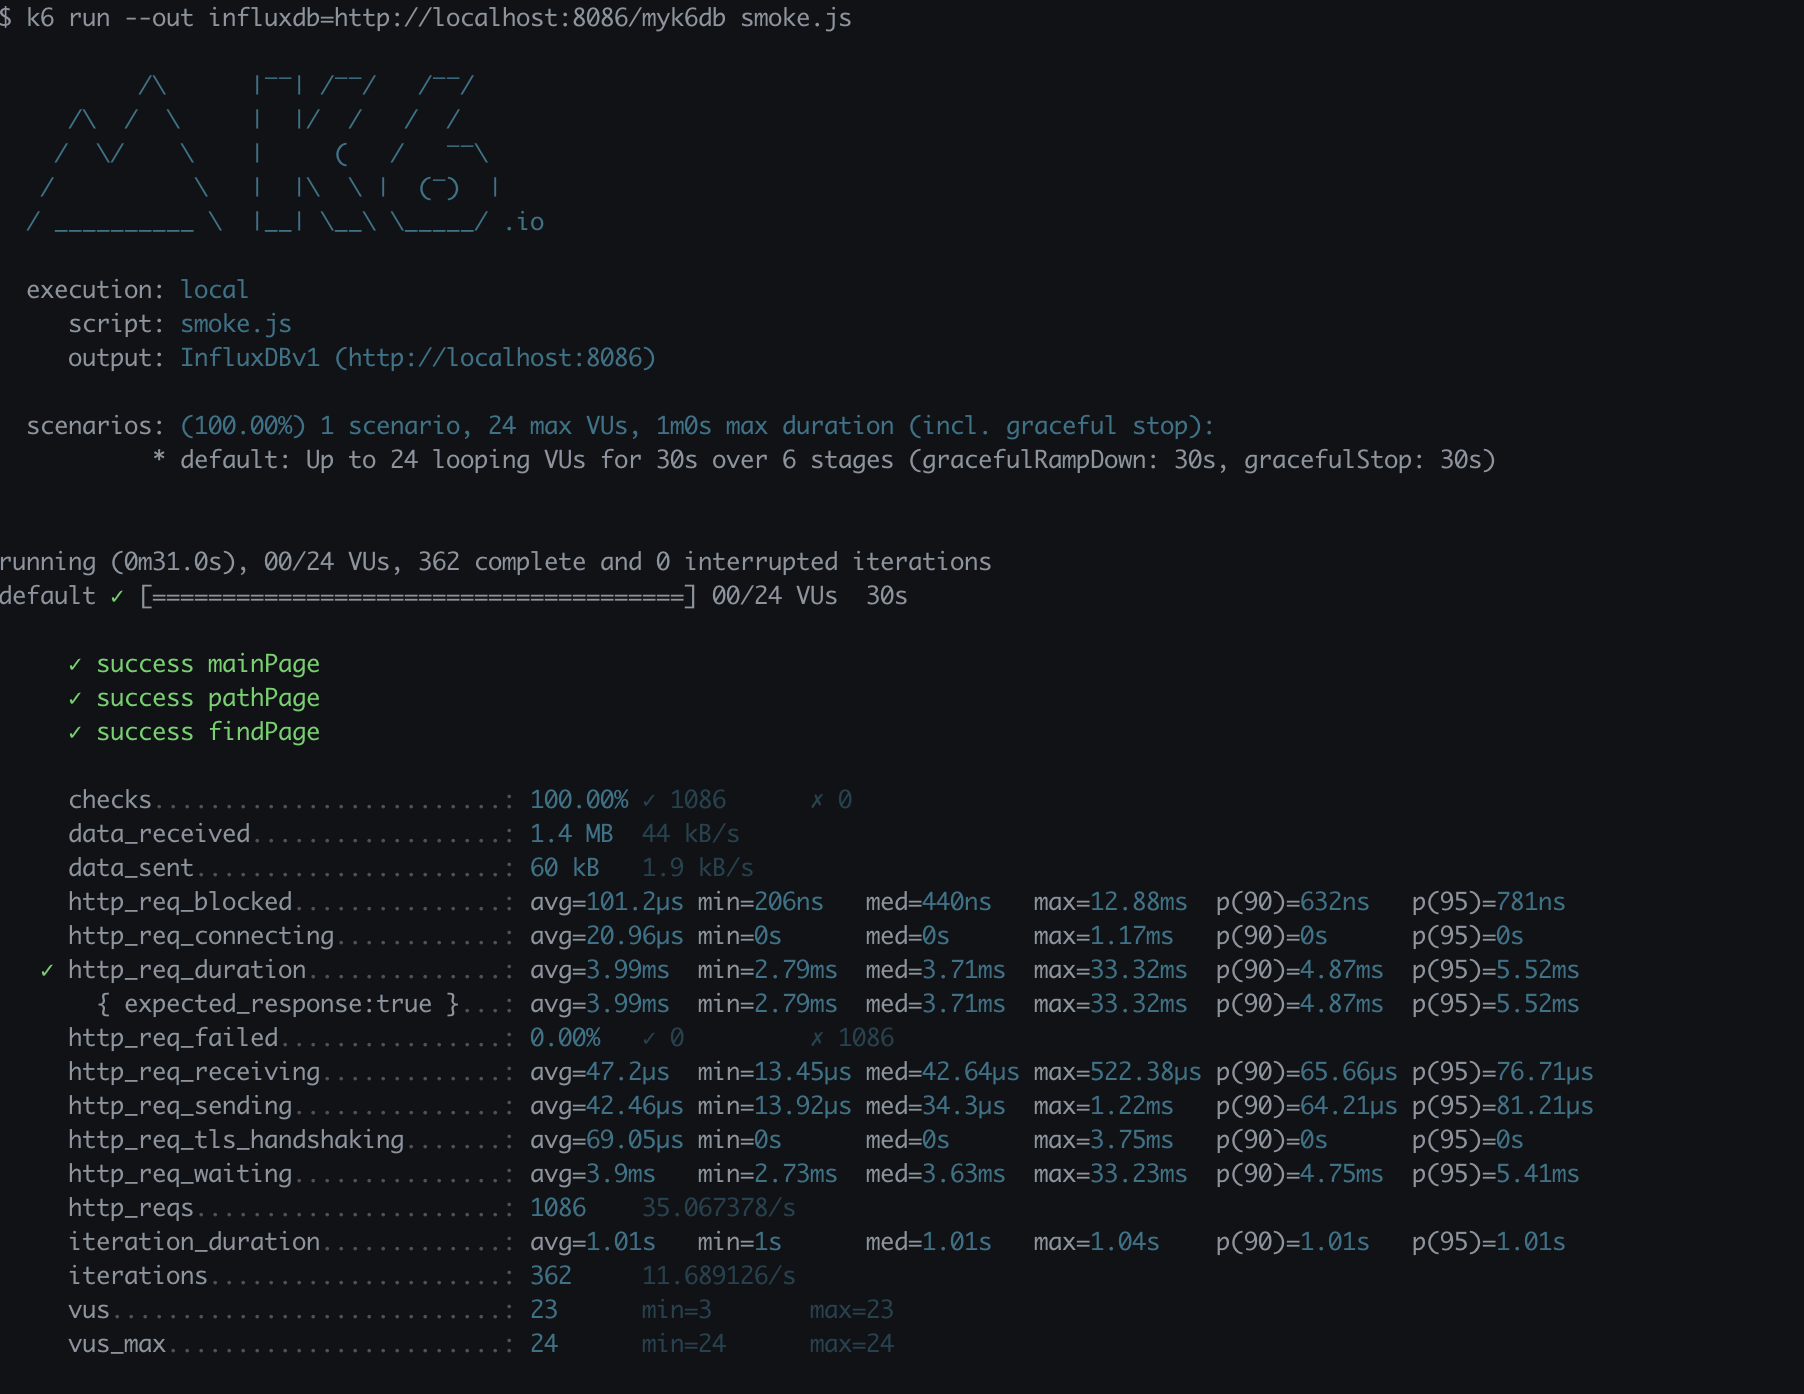 $ k6 run --out influxdb=http://localhost:8086/myk6db smoke.js
          /\      |‾‾| /‾‾/   /‾‾/
     /\  /  \     |  |/  /   /  /
    /  \/    \    |     (   /   ‾‾\
   /          \   |  |\  \ |  (‾)  |
  / __________ \  |__| \__\ \_____/ .io
  execution: local
     script: smoke.js
     output: InfluxDBv1 (http://localhost:8086)
  scenarios: (100.00%) 1 scenario, 24 max VUs, 1m0s max duration (incl. graceful stop):
           * default: Up to 24 looping VUs for 30s over 6 stages (gracefulRampDown: 30s, gracefulStop: 30s)
running (0m31.0s), 00/24 VUs, 362 complete and 0 interrupted iterations
default ✓ [======================================] 00/24 VUs  30s
     ✓ success mainPage
     ✓ success pathPage
     ✓ success findPage
     checks.........................: 100.00% ✓ 1086      ✗ 0
     data_received..................: 1.4 MB  44 kB/s
     data_sent......................: 60 kB   1.9 kB/s
     http_req_blocked...............: avg=101.2µs min=206ns   med=440ns   max=12.88ms  p(90)=632ns   p(95)=781ns
     http_req_connecting............: avg=20.96µs min=0s      med=0s      max=1.17ms   p(90)=0s      p(95)=0s
   ✓ http_req_duration..............: avg=3.99ms  min=2.79ms  med=3.71ms  max=33.32ms  p(90)=4.87ms  p(95)=5.52ms
       { expected_response:true }...: avg=3.99ms  min=2.79ms  med=3.71ms  max=33.32ms  p(90)=4.87ms  p(95)=5.52ms
     http_req_failed................: 0.00%   ✓ 0         ✗ 1086
     http_req_receiving.............: avg=47.2µs  min=13.45µs med=42.64µs max=522.38µs p(90)=65.66µs p(95)=76.71µs
     http_req_sending...............: avg=42.46µs min=13.92µs med=34.3µs  max=1.22ms   p(90)=64.21µs p(95)=81.21µs
     http_req_tls_handshaking.......: avg=69.05µs min=0s      med=0s      max=3.75ms   p(90)=0s      p(95)=0s
     http_req_waiting...............: avg=3.9ms   min=2.73ms  med=3.63ms  max=33.23ms  p(90)=4.75ms  p(95)=5.41ms
     http_reqs......................: 1086    35.067378/s
     iteration_duration.............: avg=1.01s   min=1s      med=1.01s   max=1.04s    p(90)=1.01s   p(95)=1.01s
     iterations.....................: 362     11.689126/s
     vus............................: 23      min=3       max=23
     vus_max........................: 24      min=24      max=24